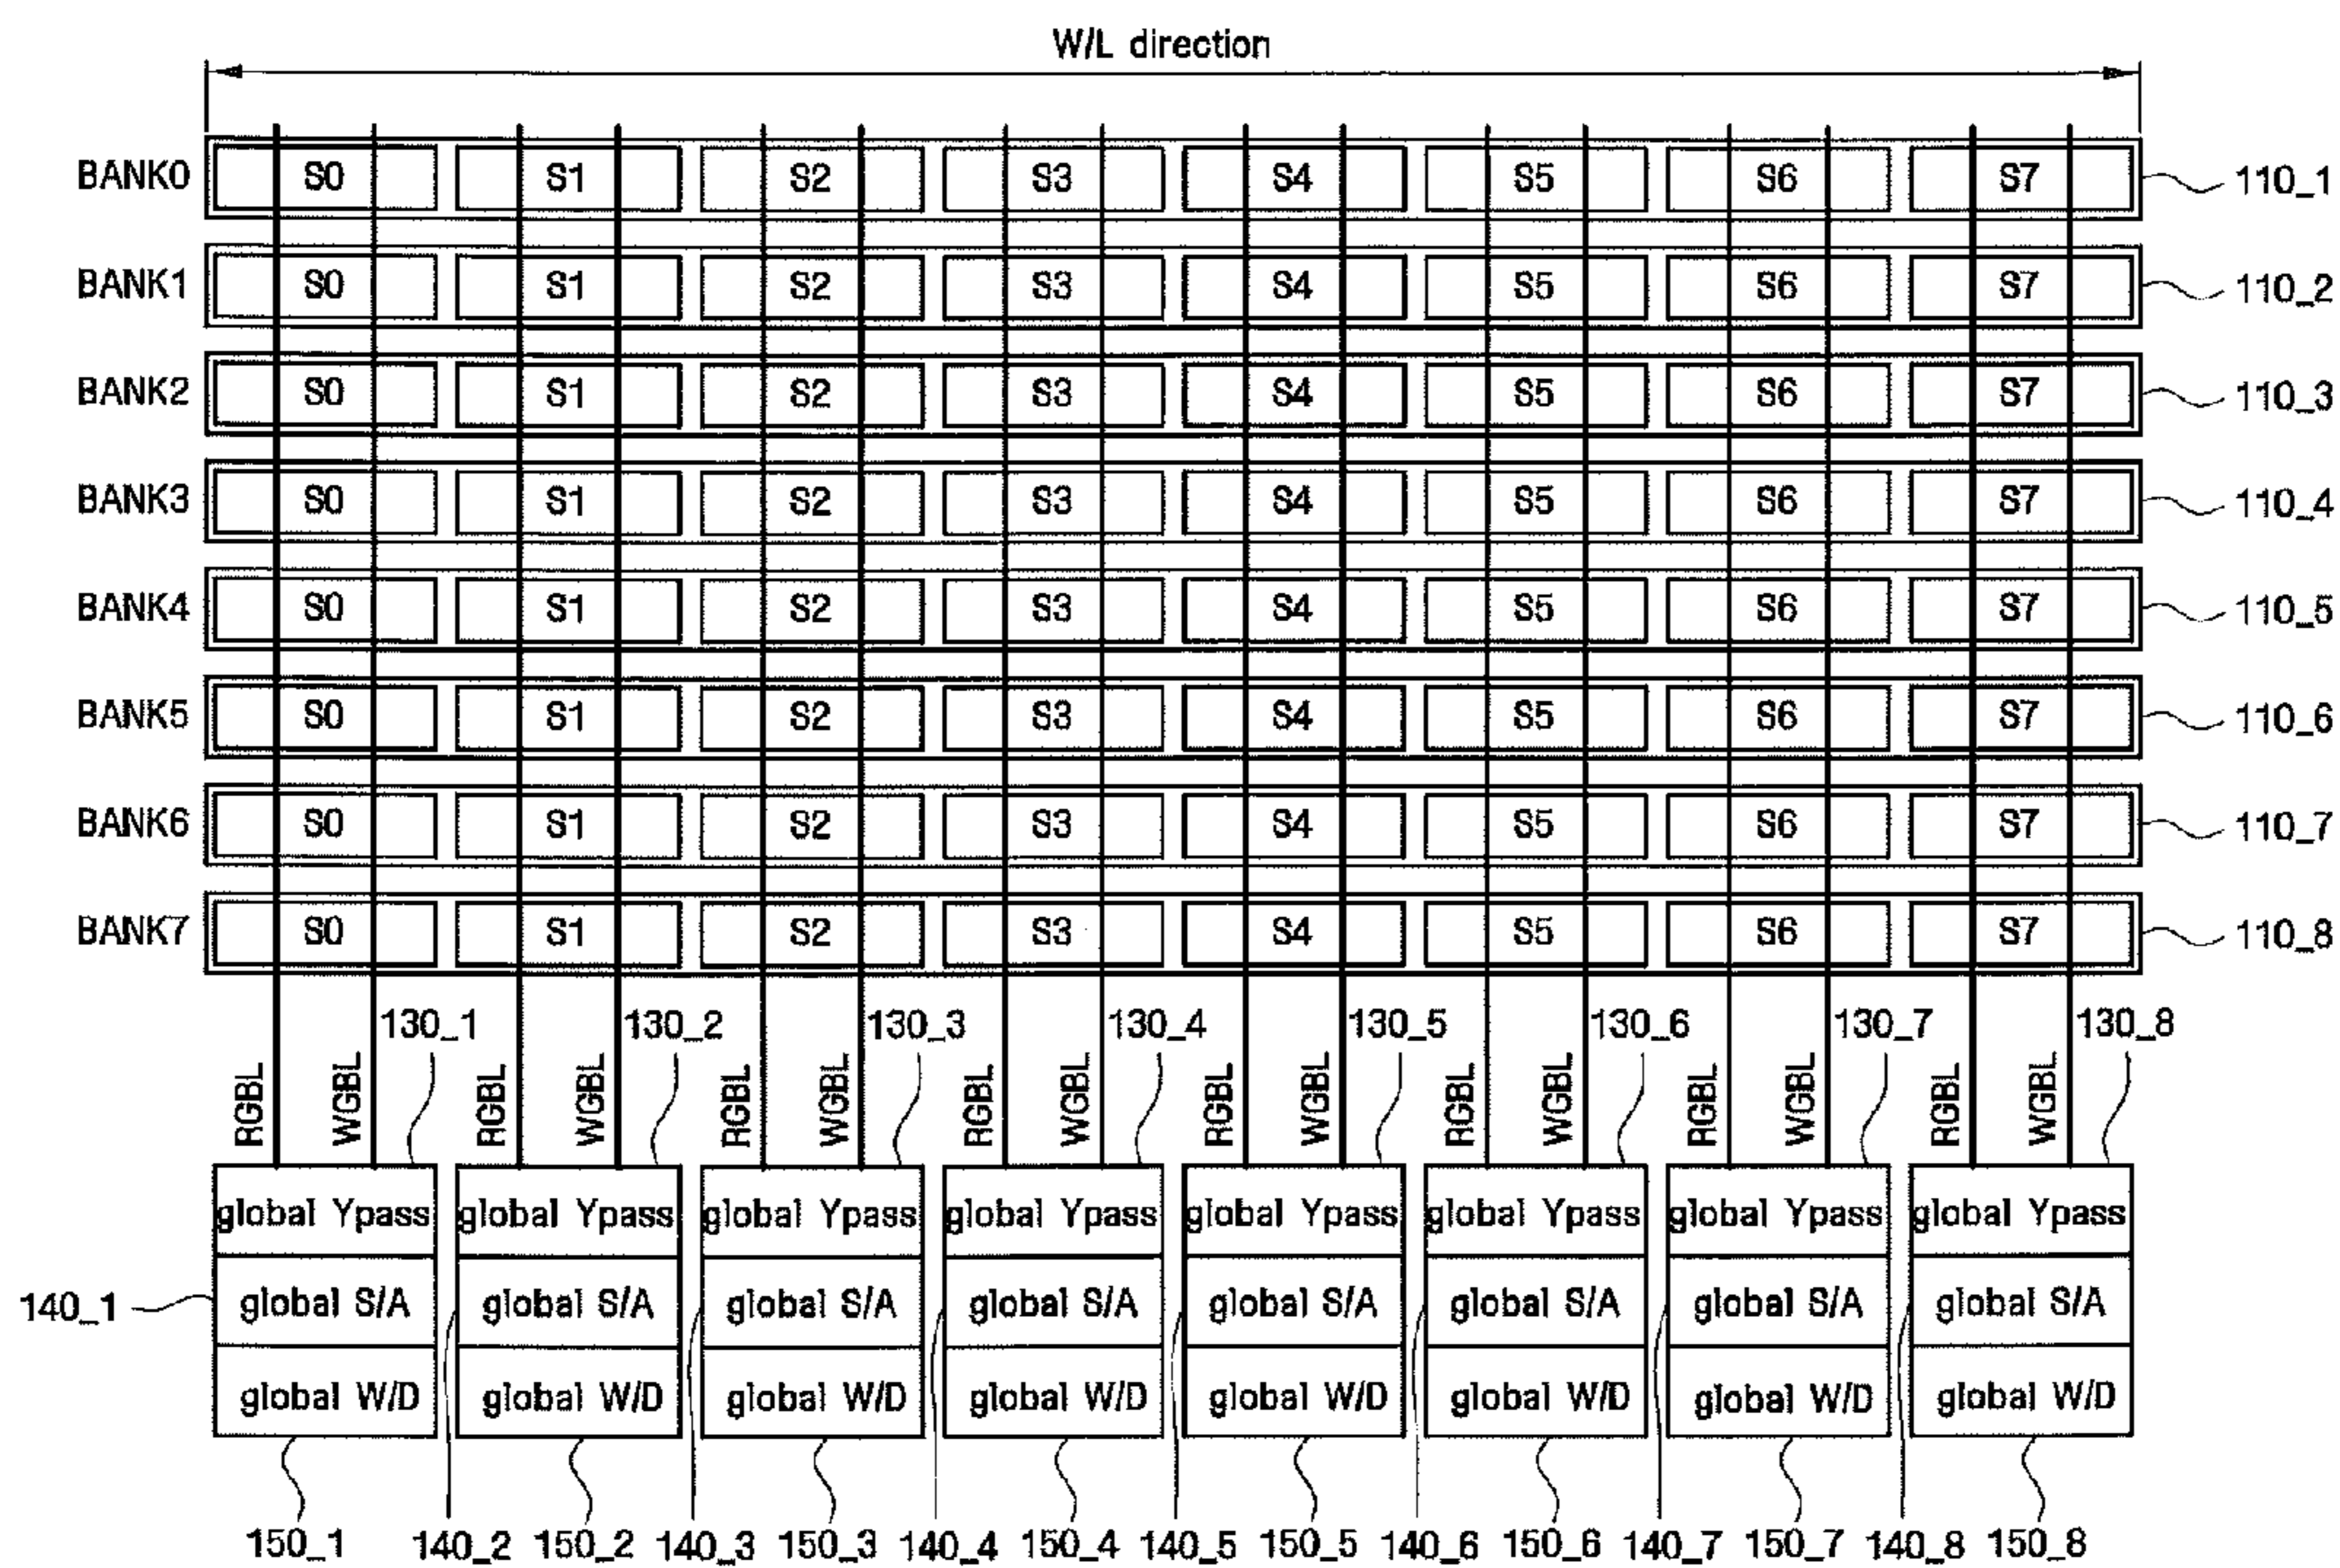 W/L direction
BANK0 S0 S1 S2 S3 S4 S5 S6 S7 110_1
BANK1 S0 S1 S2 S3 S4 S5 S6 S7 110_2
BANK2 S0 S1 S2 S3 S4 S5 S6 S7 110_3
BANK3 S0 S1 S2 S3 S4 S5 S6 S7 110_4
BANK4 S0 S1 S2 S3 S4 S5 S6 S7 110_5
BANK5 S0 S1 S2 S3 S4 S5 S6 S7 110_6
BANK6 S0 S1 S2 S3 S4 S5 S6 S7 110_7
BANK7 S0 S1 S2 S3 S4 S5 S6 S7 110_8
130_1 130_2 130_3 130_4 130_5 130_6 130_7 130_8
RGBL WGBL RGBL WGBL RGBL WGBL RGBL WGBL RGBL WGBL RGBL WGBL RGBL WGBL RGBL WGBL
global Ypass global Ypass global Ypass global Ypass global Ypass global Ypass global Ypass global Ypass
140_1 global S/A global S/A global S/A global S/A global S/A global S/A global S/A global S/A
global W/D global W/D global W/D global W/D global W/D global W/D global W/D global W/D
150_1 140_2 150_2 140_3 150_3 140_4 150_4 140_5 150_5 140_6 150_6 140_7 150_7 140_8 150_8